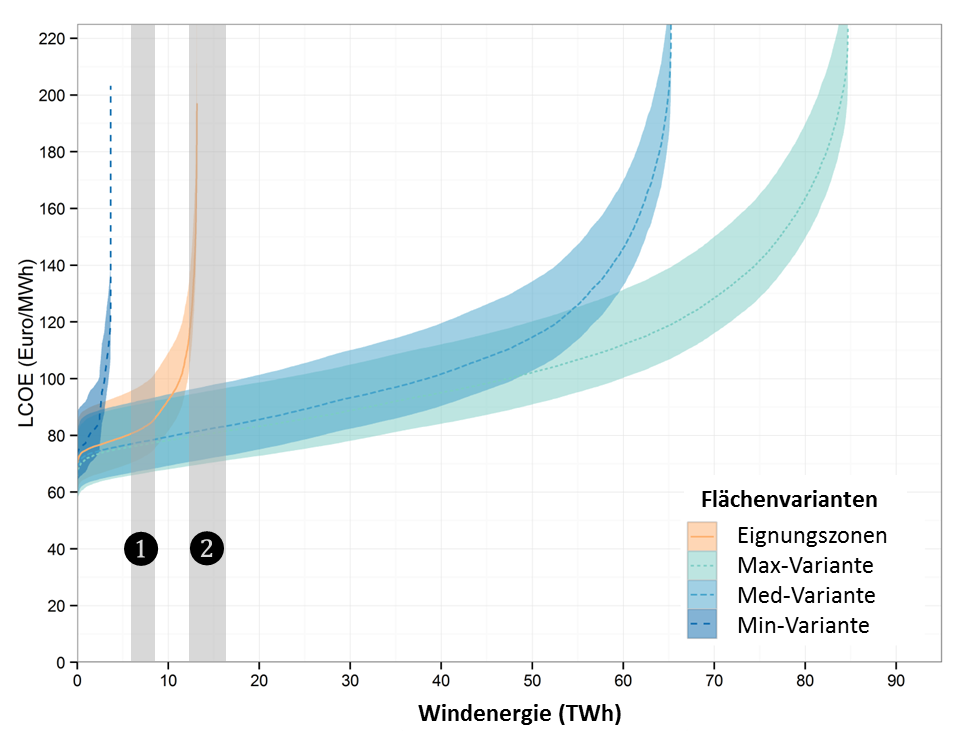 220
200
180
160
140
120
100
80
60
40
20
0
LCOE (Euro/MWh)
1
2
Flächenvarianten
Eignungszonen
Max-Variante
Med-Variante
Min-Variante
0 10 20 30 40 50 60 70 80 90
Windenergie (TWh)